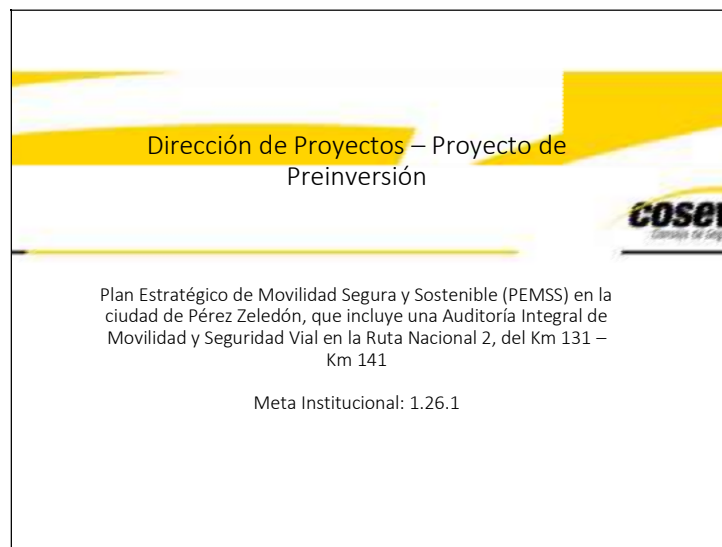 Dirección de Proyectos – Proyecto de
Preinversión
Plan Estratégico de Movilidad Segura y Sostenible (PEMSS) en la
ciudad de Pérez Zeledón, que incluye una Auditoría Integral de
Movilidad y Seguridad Vial en la Ruta Nacional 2, del Km 131 –
Km 141
Meta Institucional: 1.26.1